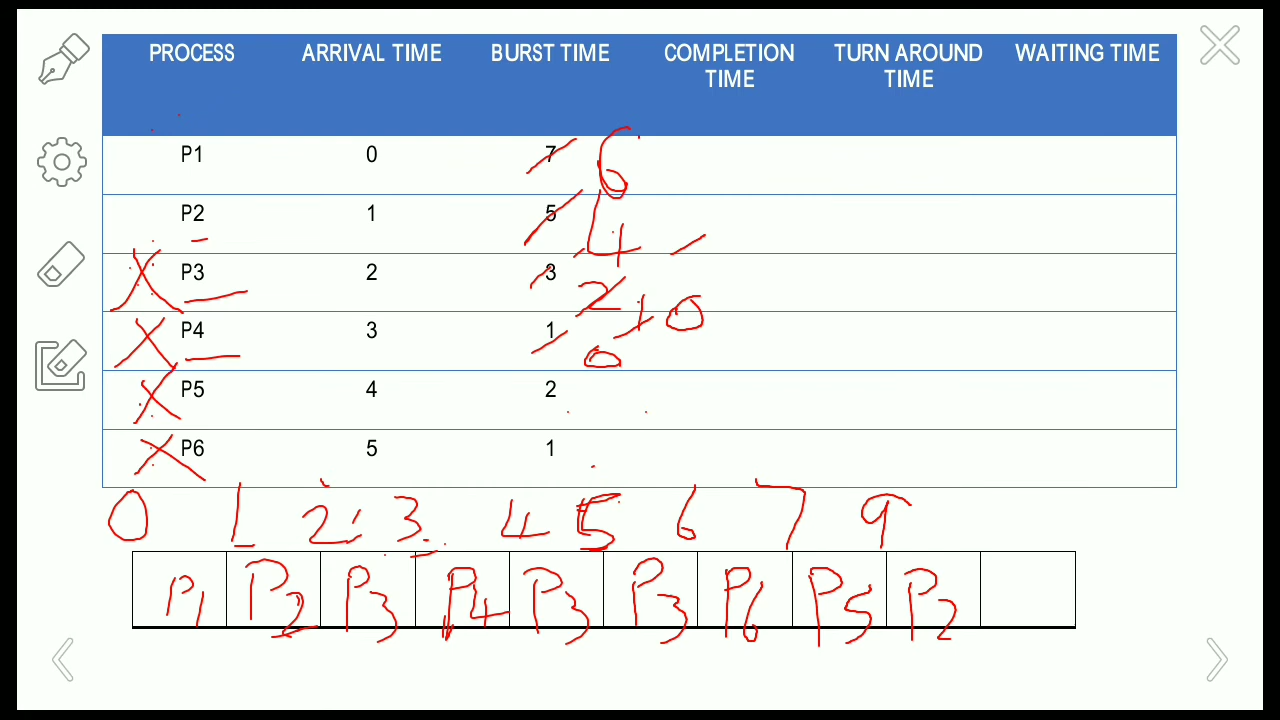 PROCESS ARRIVAL TIME BURST TIME COMPLETION TIME TURN AROUND TIME WAITING TIME
P1 0 7 6
P2 1 5 4
P3 2 3 2 1 0
P4 3 1 0
P5 4 2
P6 5 1
0 1 2 3 4 5 6 7 9
P1 P2 P3 P4 P3 P3 P6 P5 P2